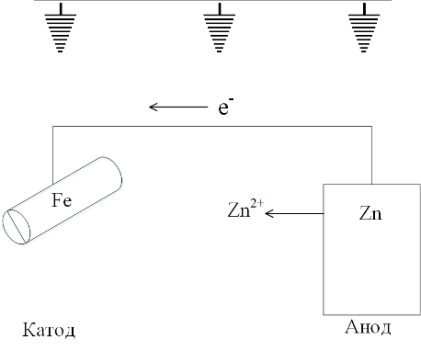 e⁻
Fe
Zn²⁺
Zn
Катод
Анод